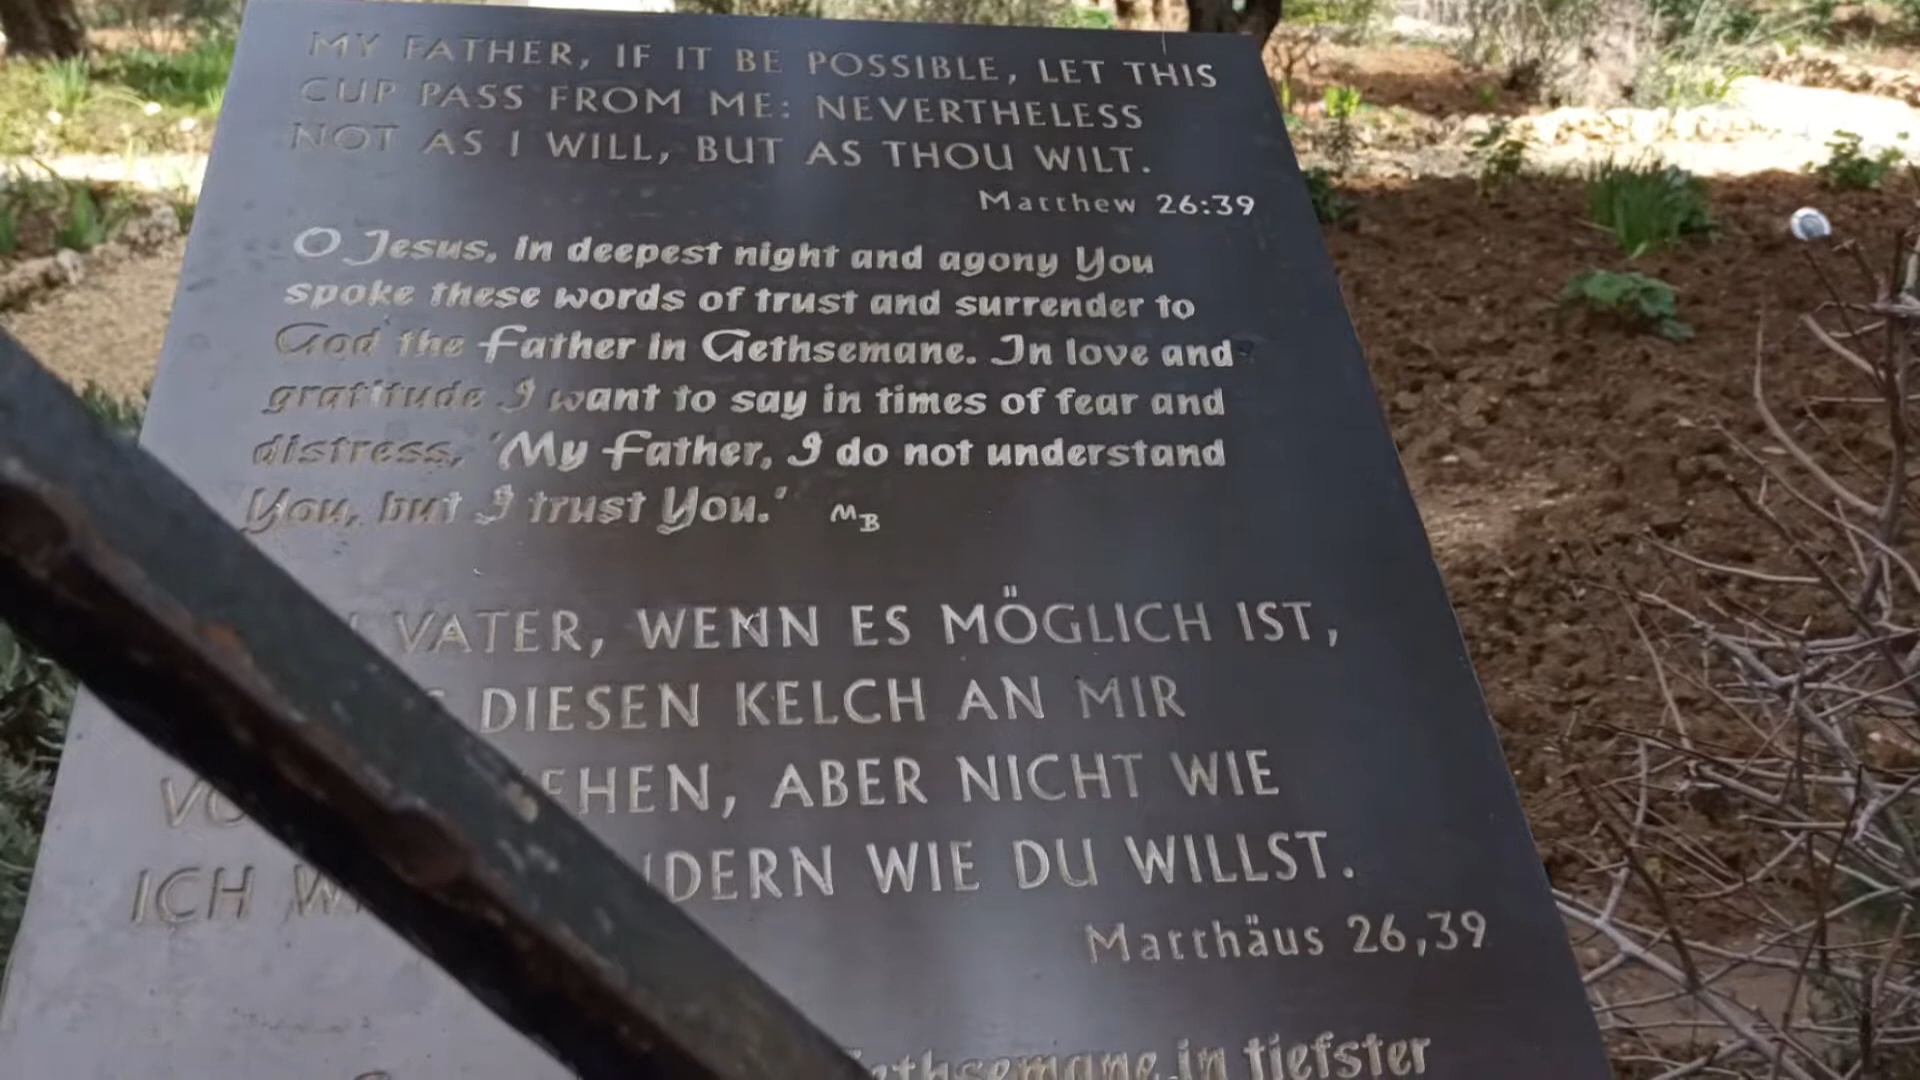 MY FATHER, IF IT BE POSSIBLE, LET THIS
CUP PASS FROM ME: NEVERTHELESS
NOT AS I WILL, BUT AS THOU WILT.
Matthew 26:39
O Jesus, in deepest night and agony You
spoke these words of trust and surrender to
God the Father in Gethsemane. In love and
gratitude I want to say in times of fear and
distress, 'My Father, I do not understand
You, but I trust You.' MB
VATER, WENN ES MÖGLICH IST,
DIESEN KELCH AN MIR
ABER NICHT WIE
ICH WIE DU WILLST.
Matthäus 26,39
in tiefster